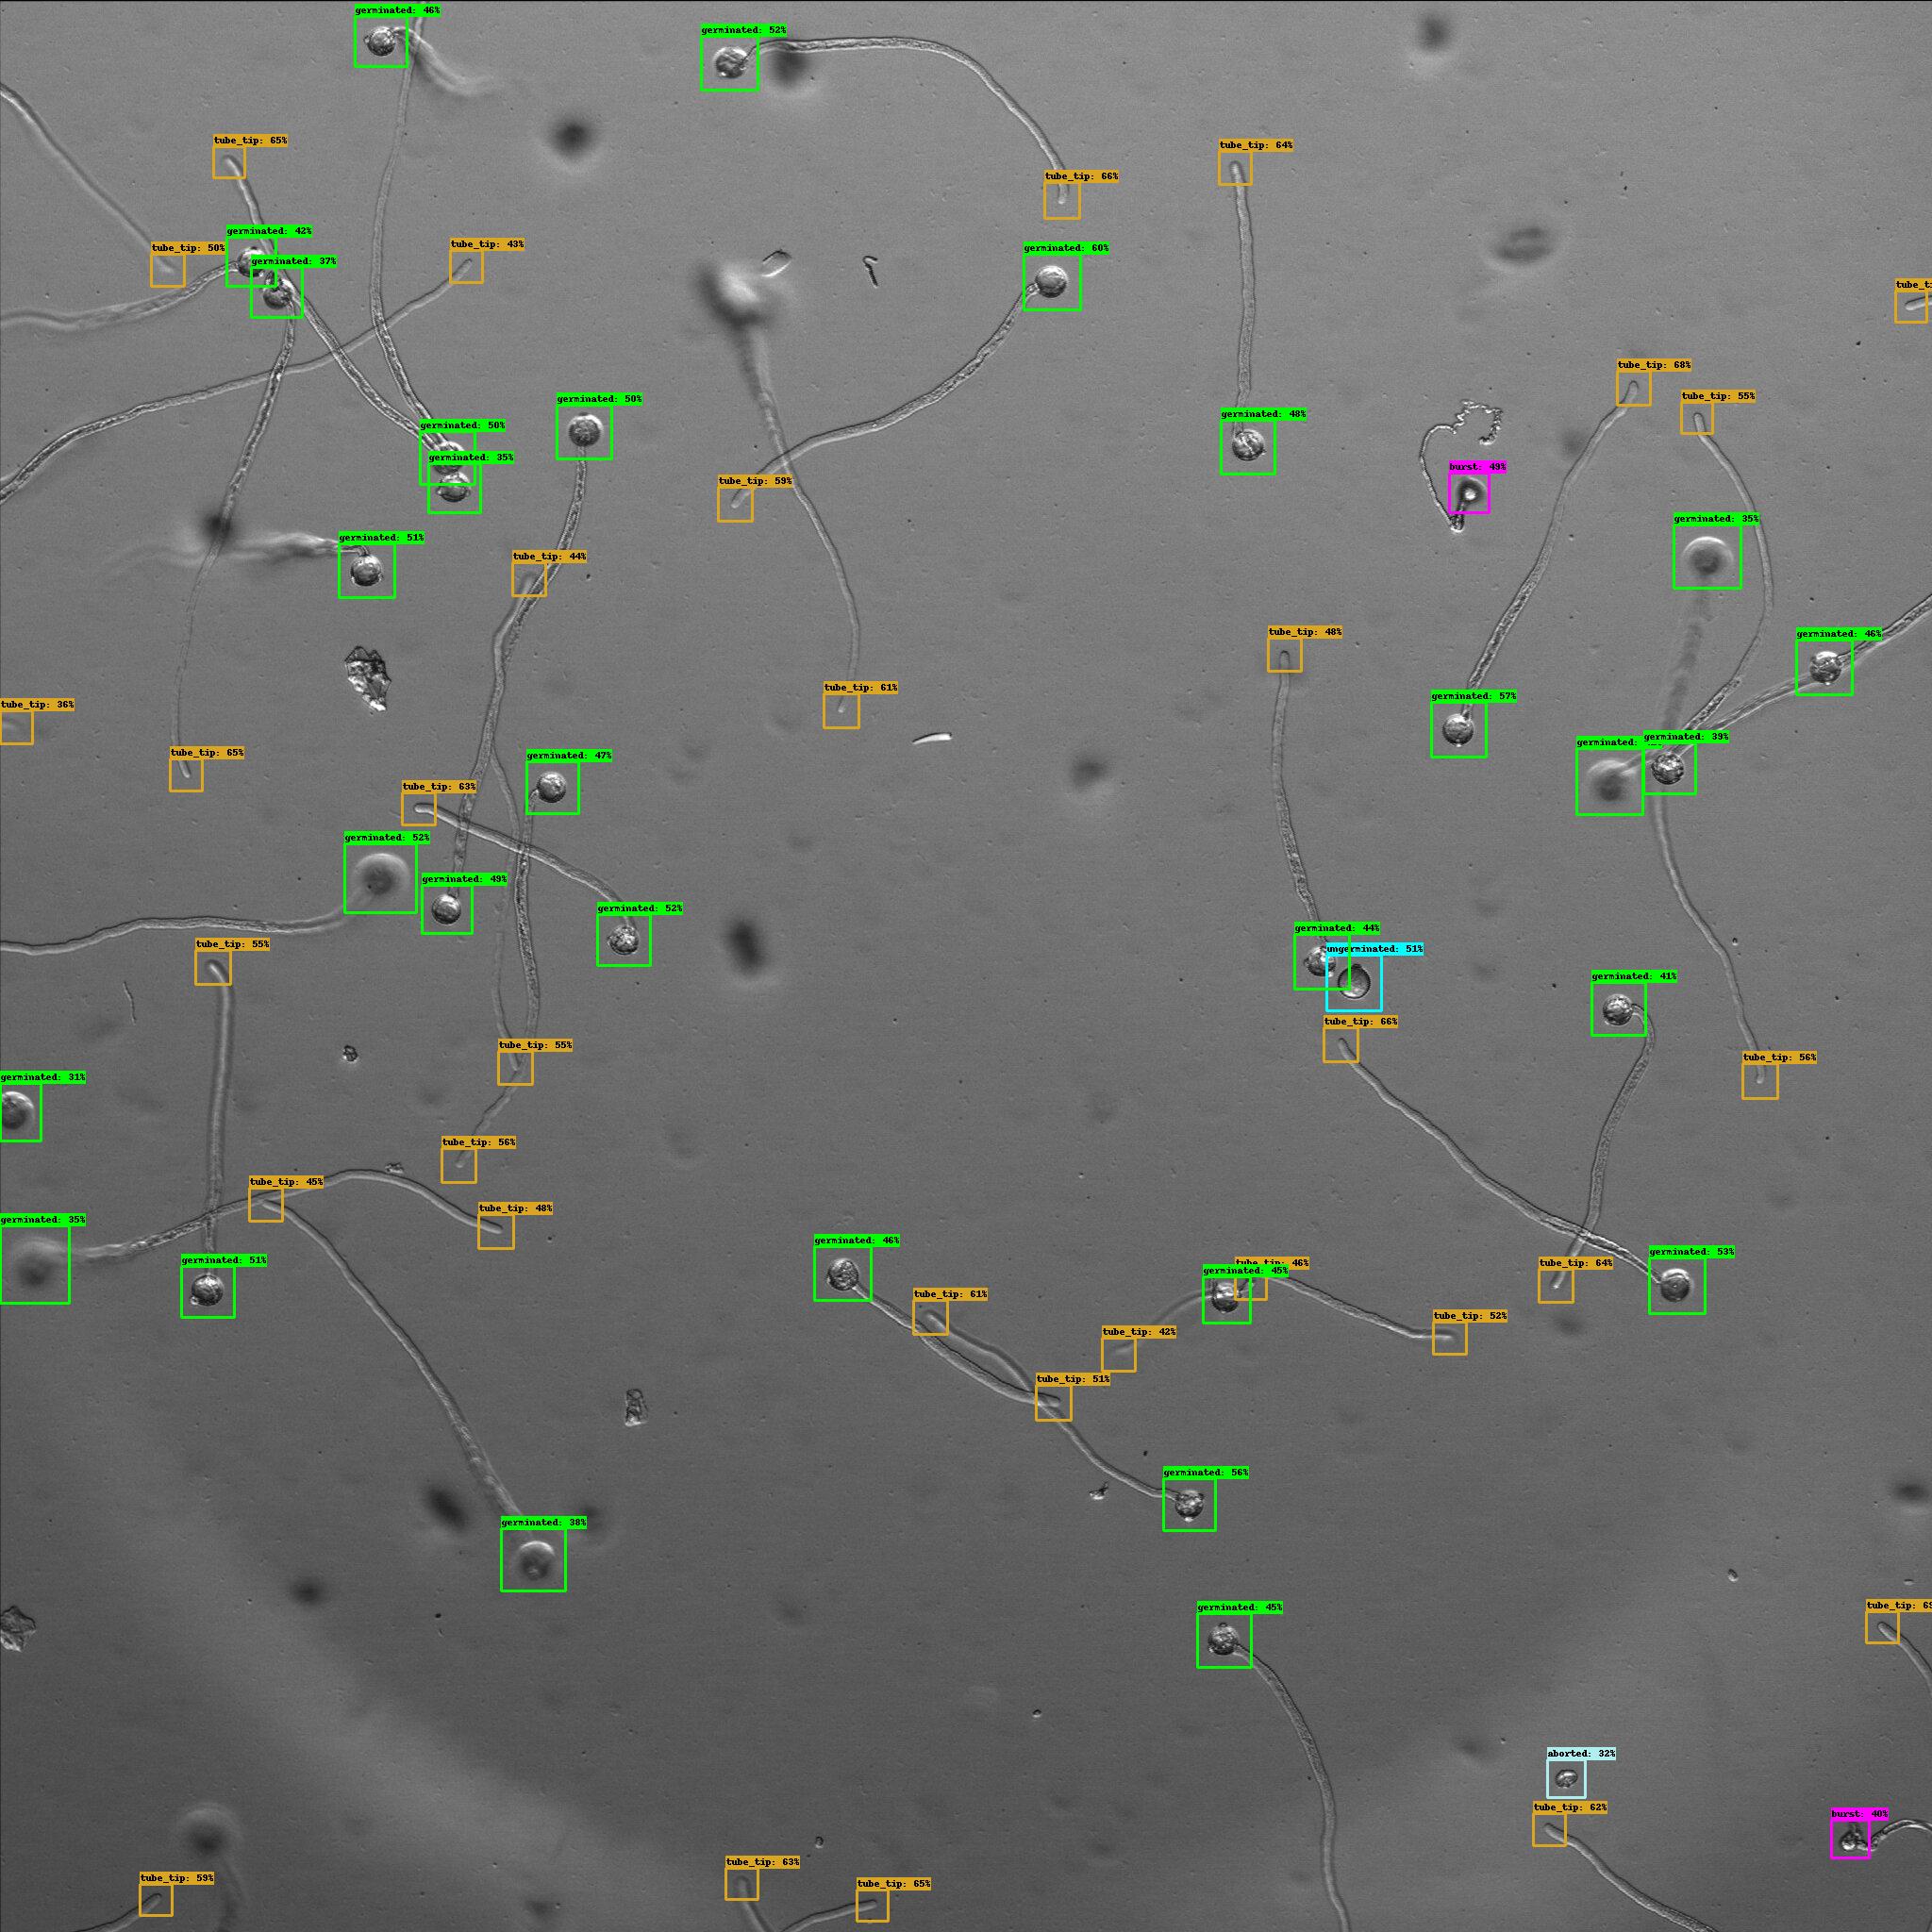 germinated: 46%
germinated: 52%
tube_tip: 65%
tube_tip: 64%
tube_tip: 66%
germinated: 42%
tube_tip: 50%
tube_tip: 43%
germinated: 60%
germinated: 37%
tube_tip: 68%
tube_tip: 55%
germinated: 50%
germinated: 48%
germinated: 50%
germinated: 35%
burst: 49%
tube_tip: 59%
germinated: 35%
germinated: 51%
tube_tip: 44%
tube_tip: 48%
germinated: 46%
tube_tip: 61%
germinated: 57%
tube_tip: 36%
germinated: 39%
germinated:
tube_tip: 65%
germinated: 47%
tube_tip: 63%
germinated: 52%
germinated: 49%
germinated: 52%
germinated: 44%
tube_tip: 55%
ungerminated: 51%
germinated: 41%
tube_tip: 66%
tube_tip: 55%
tube_tip: 56%
germinated: 31%
tube_tip: 56%
tube_tip: 45%
tube_tip: 48%
germinated: 35%
germinated: 46%
germinated: 53%
germinated: 51%
tube_tip: 46%
tube_tip: 64%
germinated: 45%
tube_tip: 61%
tube_tip: 52%
tube_tip: 42%
tube_tip: 51%
germinated: 56%
germinated: 38%
germinated: 45%
tube_tip:
aborted: 32%
tube_tip: 62%
burst: 40%
tube_tip: 63%
tube_tip: 59%
tube_tip: 65%